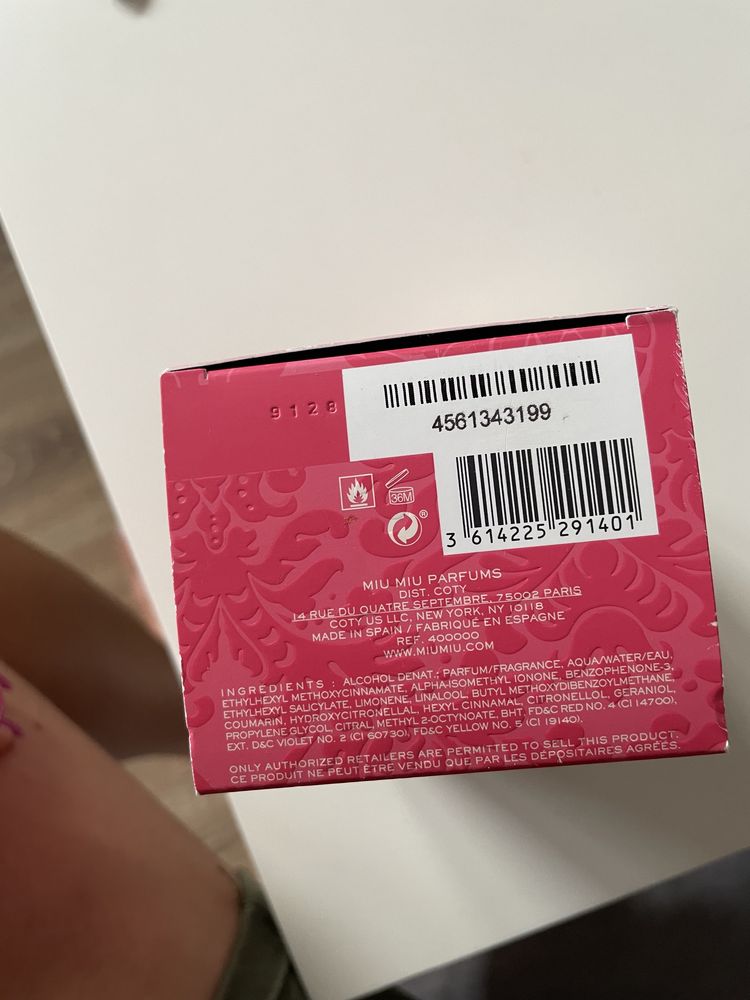 9128
4561343199
36M
®
3 614225 291401
MIU MIU PARFUMS
DIST. COTY
14 RUE DU QUATRE SEPTEMBRE, 75002 PARIS
COTY US LLC, NEW YORK, NY 10118
MADE IN SPAIN / FABRIQUÉ EN ESPAGNE
REF. 400000
WWW.MIUMIU.COM
INGREDIENTS : ALCOHOL DENAT.; PARFUM/FRAGRANCE, AQUA/WATER/EAU,
ETHYLHEXYL METHOXYCINNAMATE, ALPHA-ISOMETHYL IONONE, BENZOPHENONE-3,
ETHYLHEXYL SALICYLATE, LIMONENE, LINALOOL, BUTYL METHOXYDIBENZOYLMETHANE,
COUMARIN, HYDROXYCITRONELLAL, HEXYL CINNAMAL, CITRONELLOL, GERANIOL,
PROPYLENE GLYCOL, CITRAL, METHYL 2-OCTYNOATE, BHT, FD&C RED NO. 4 (CI 14700),
EXT. D&C VIOLET NO. 2 (CI 60730), FD&C YELLOW NO. 5 (CI 19140).
ONLY AUTHORIZED RETAILERS ARE PERMITTED TO SELL THIS PRODUCT.
CE PRODUIT NE PEUT ÊTRE VENDU QUE PAR LES DÉPOSITAIRES AGRÉÉS.